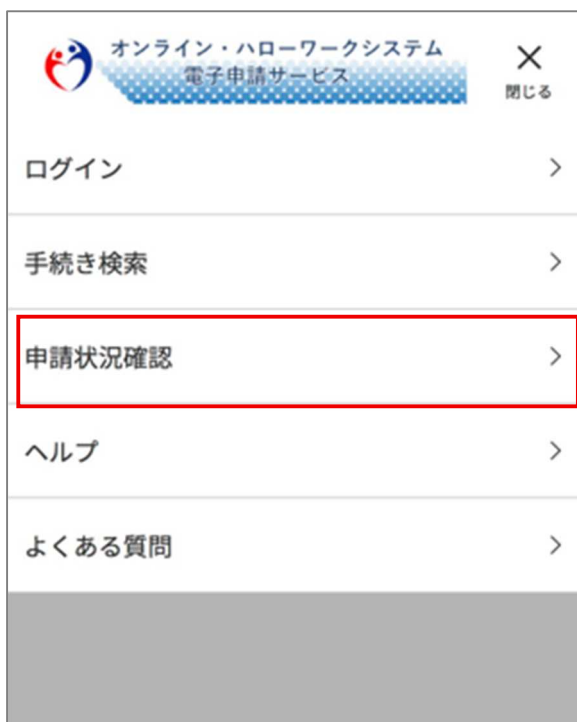 オンライン・ハローワークシステム
電子申請サービス
閉じる
ログイン
手続き検索
申請状況確認
ヘルプ
よくある質問